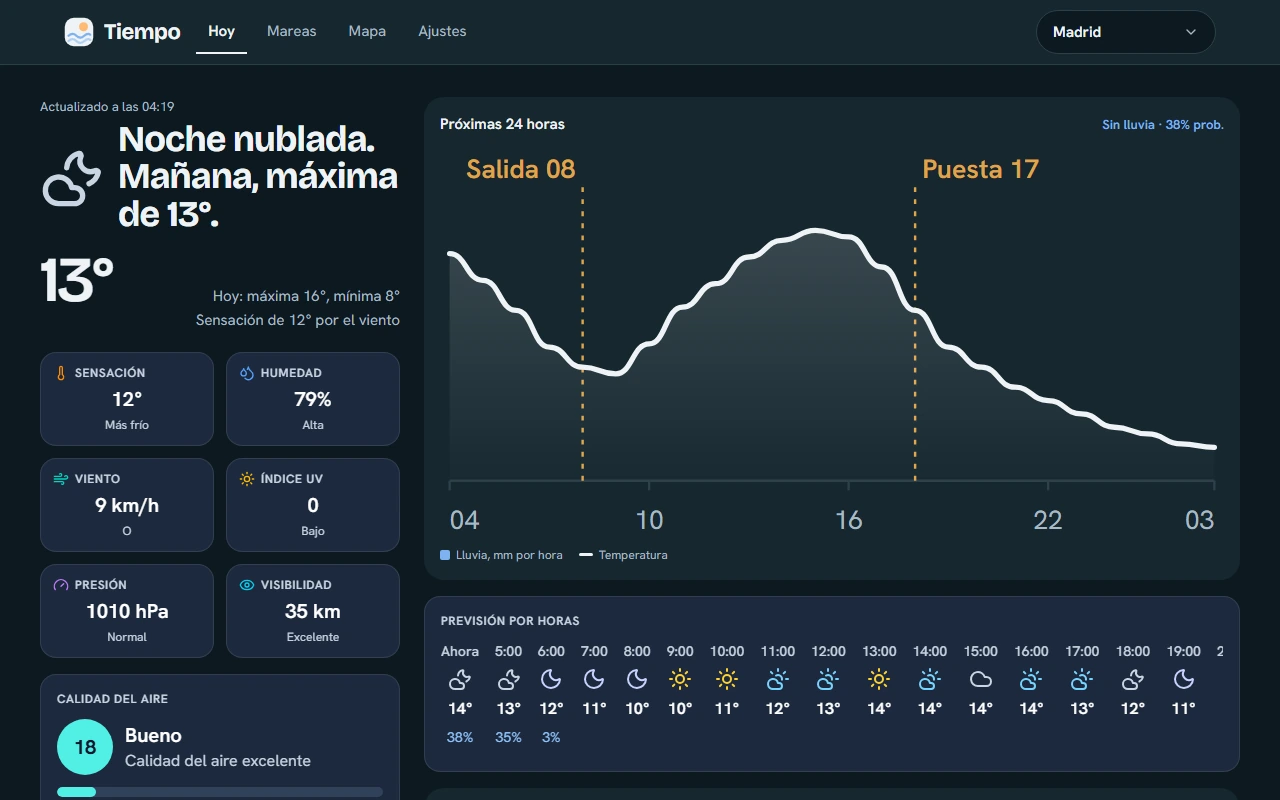 Tiempo
Hoy
Mareas
Mapa
Ajustes
Madrid
Actualizado a las 04:19
Noche nublada.
Mañana, máxima
de 13°.
13°
Hoy: máxima 16°, mínima 8°
Sensación de 12° por el viento
SENSACIÓN
12°
Más frío
HUMEDAD
79%
Alta
VIENTO
9 km/h
O
ÍNDICE UV
0
Bajo
PRESIÓN
1010 hPa
Normal
VISIBILIDAD
35 km
Excelente
CALIDAD DEL AIRE
18
Bueno
Calidad del aire excelente
Próximas 24 horas
Sin lluvia · 38% prob.
Salida 08
Puesta 17
04 10 16 22 03
Lluvia, mm por hora
Temperatura
PREVISIÓN POR HORAS
Ahora 5:00 6:00 7:00 8:00 9:00 10:00 11:00 12:00 13:00 14:00 15:00 16:00 17:00 18:00 19:00
14° 13° 12° 11° 10° 10° 11° 12° 13° 14° 14° 14° 14° 13° 12° 11°
38% 35% 3%